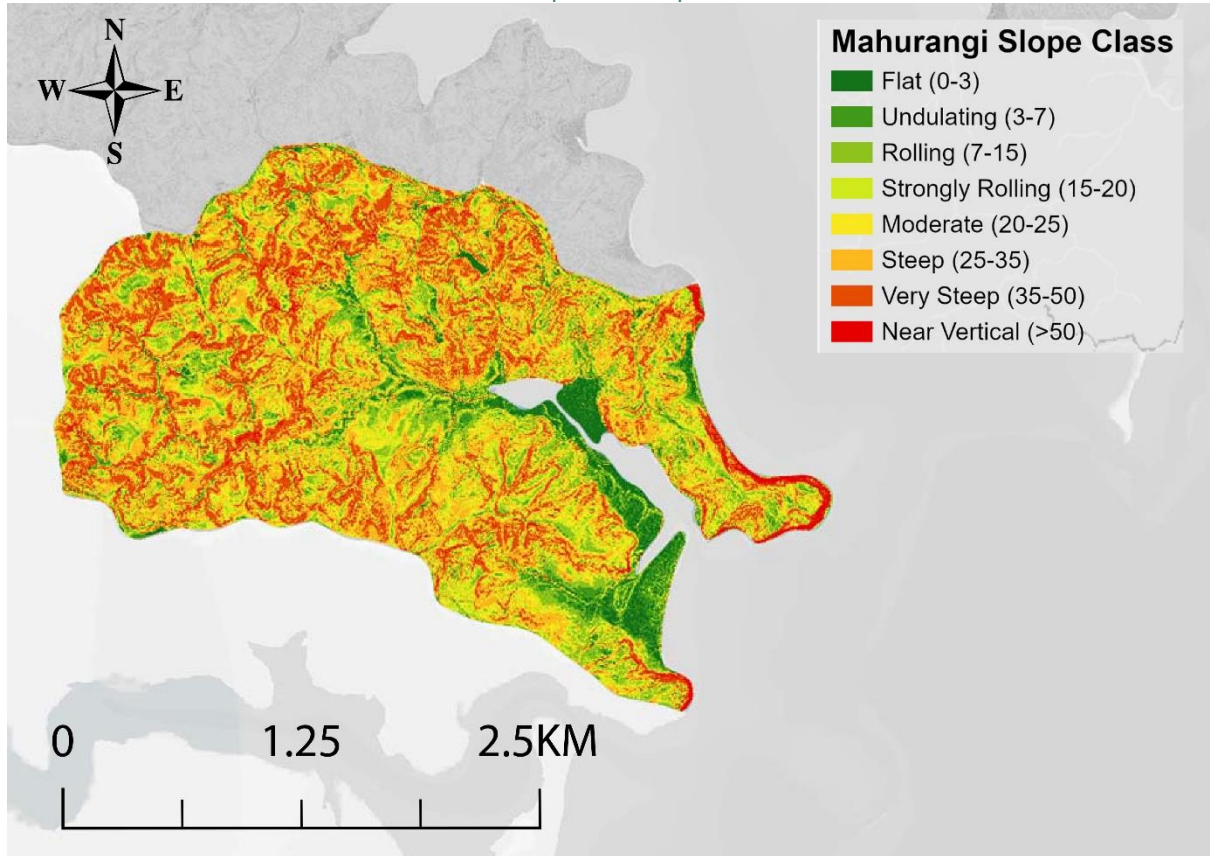 N
W E
S
Mahurangi Slope Class
Flat (0-3)
Undulating (3-7)
Rolling (7-15)
Strongly Rolling (15-20)
Moderate (20-25)
Steep (25-35)
Very Steep (35-50)
Near Vertical (>50)
0 1.25 2.5KM